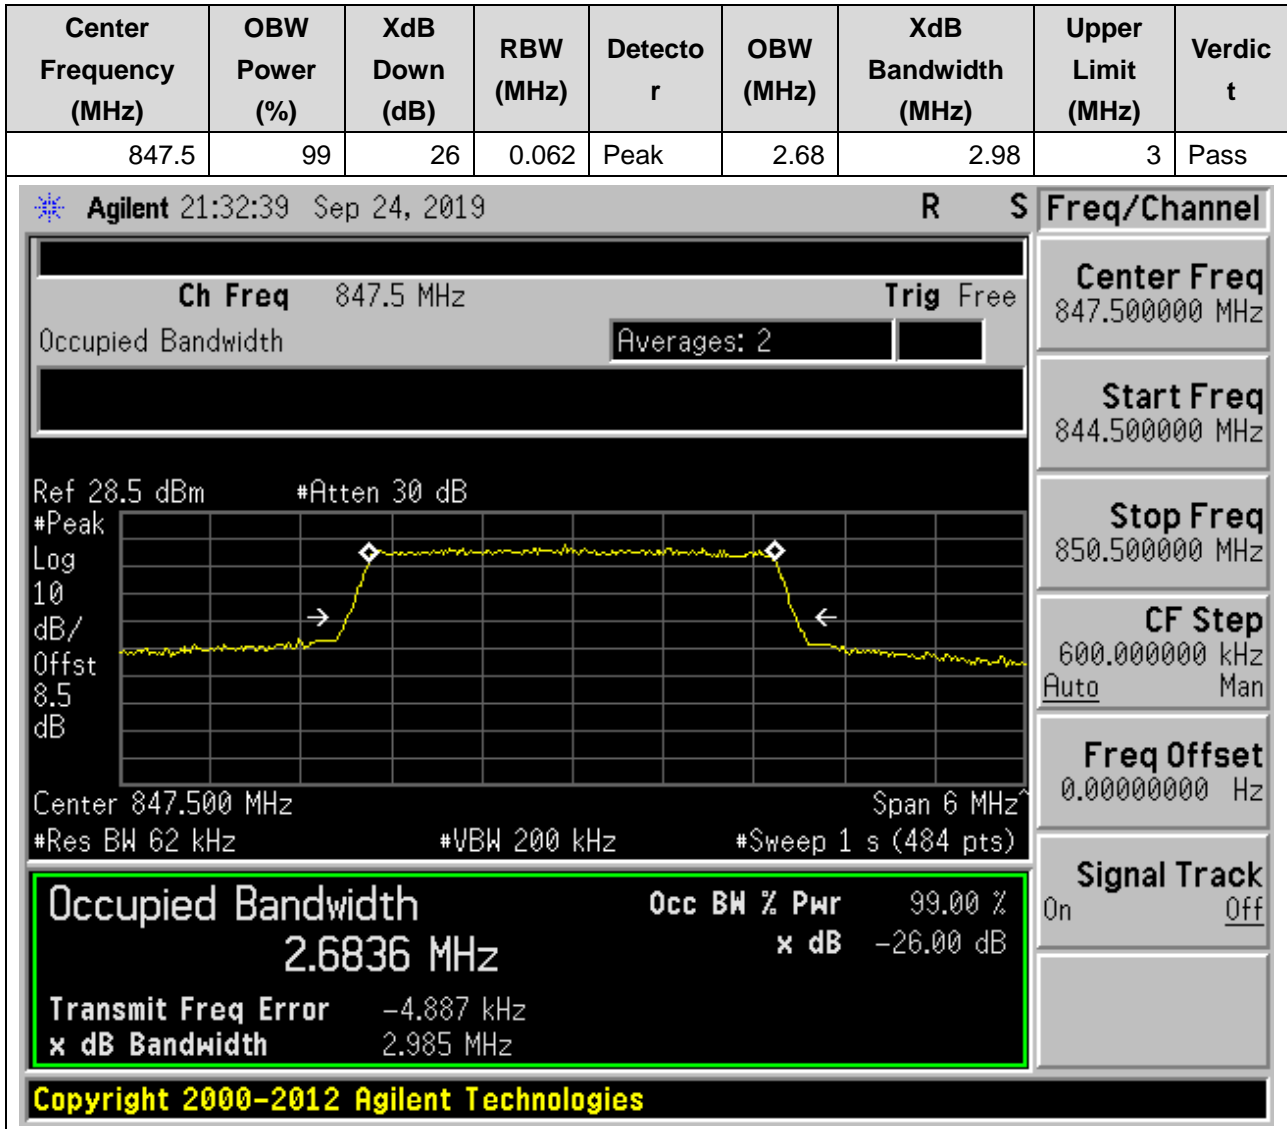 Center Frequency (MHz) OBW Power (%) XdB Down (dB) RBW (MHz) Detecto r OBW (MHz) XdB Bandwidth (MHz) Upper Limit (MHz) Verdic t
847.5 99 26 0.062 Peak 2.68 2.98 3 Pass
Agilent 21:32:39 Sep 24, 2019 R S
Freq/Channel
Ch Freq 847.5 MHz Trig Free
Occupied Bandwidth Averages: 2
Center Freq
847.500000 MHz
Start Freq
844.500000 MHz
Stop Freq
850.500000 MHz
CF Step
600.000000 kHz
Auto Man
Freq Offset
0.00000000 Hz
Signal Track
On Off
Ref 28.5 dBm #Atten 30 dB
#Peak
Log
10
dB/
Offst
8.5
dB
Center 847.500 MHz Span 6 MHz^
#Res BW 62 kHz #VBW 200 kHz #Sweep 1 s (484 pts)
Occupied Bandwidth Occ BW % Pwr 99.00 %
2.6836 MHz x dB -26.00 dB
Transmit Freq Error -4.887 kHz
x dB Bandwidth 2.985 MHz
Copyright 2000-2012 Agilent Technologies